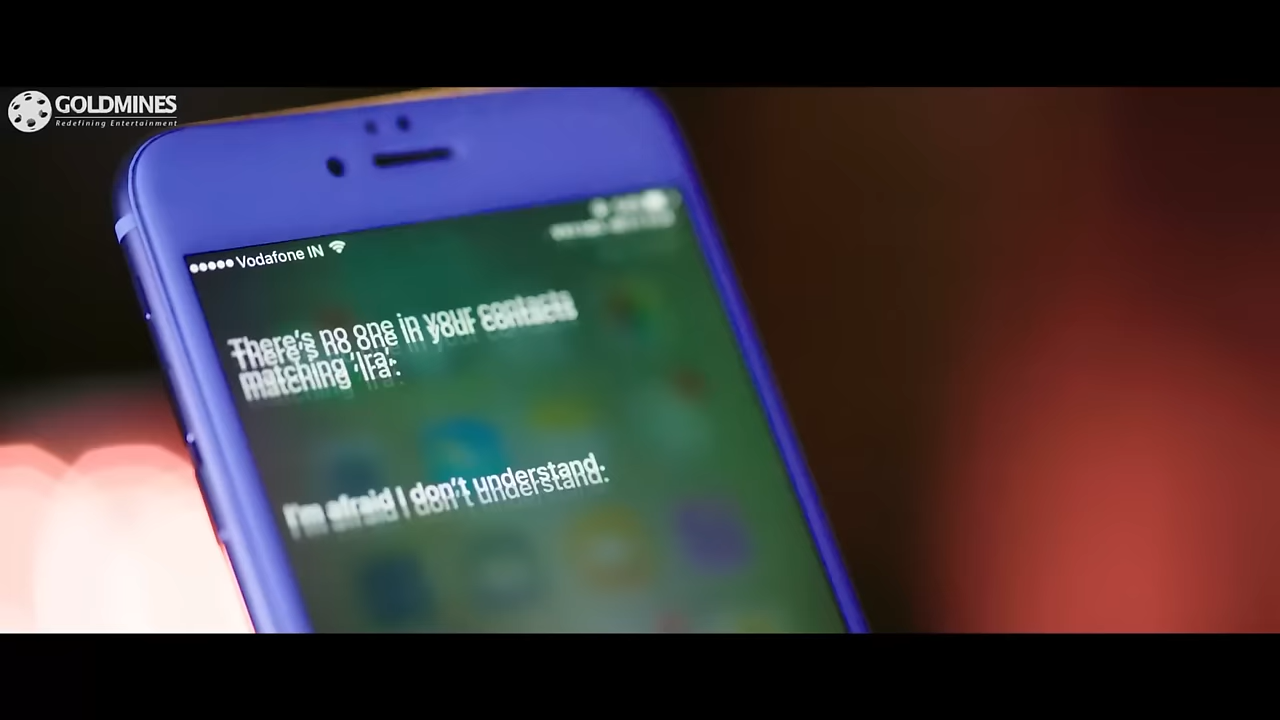 GOLDMINES
Redefining Entertainment
●●●●● Vodafone IN
There's no one in your contacts
matching 'Ira'.
I'm afraid I don't understand.